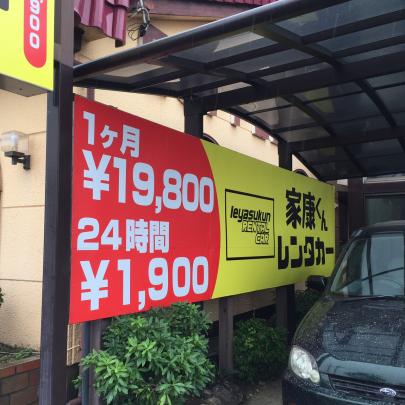 900
1ヶ月
¥19,800
24時間
¥1,900
Ieyasukun
RENTAL
CAR
家康くん
レンタカー